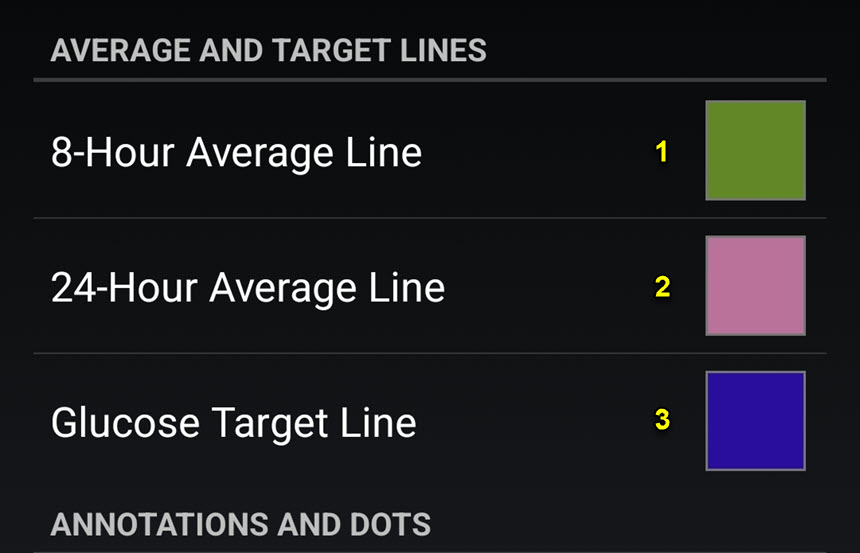 AVERAGE AND TARGET LINES
8-Hour Average Line 1
24-Hour Average Line 2
Glucose Target Line 3
ANNOTATIONS AND DOTS